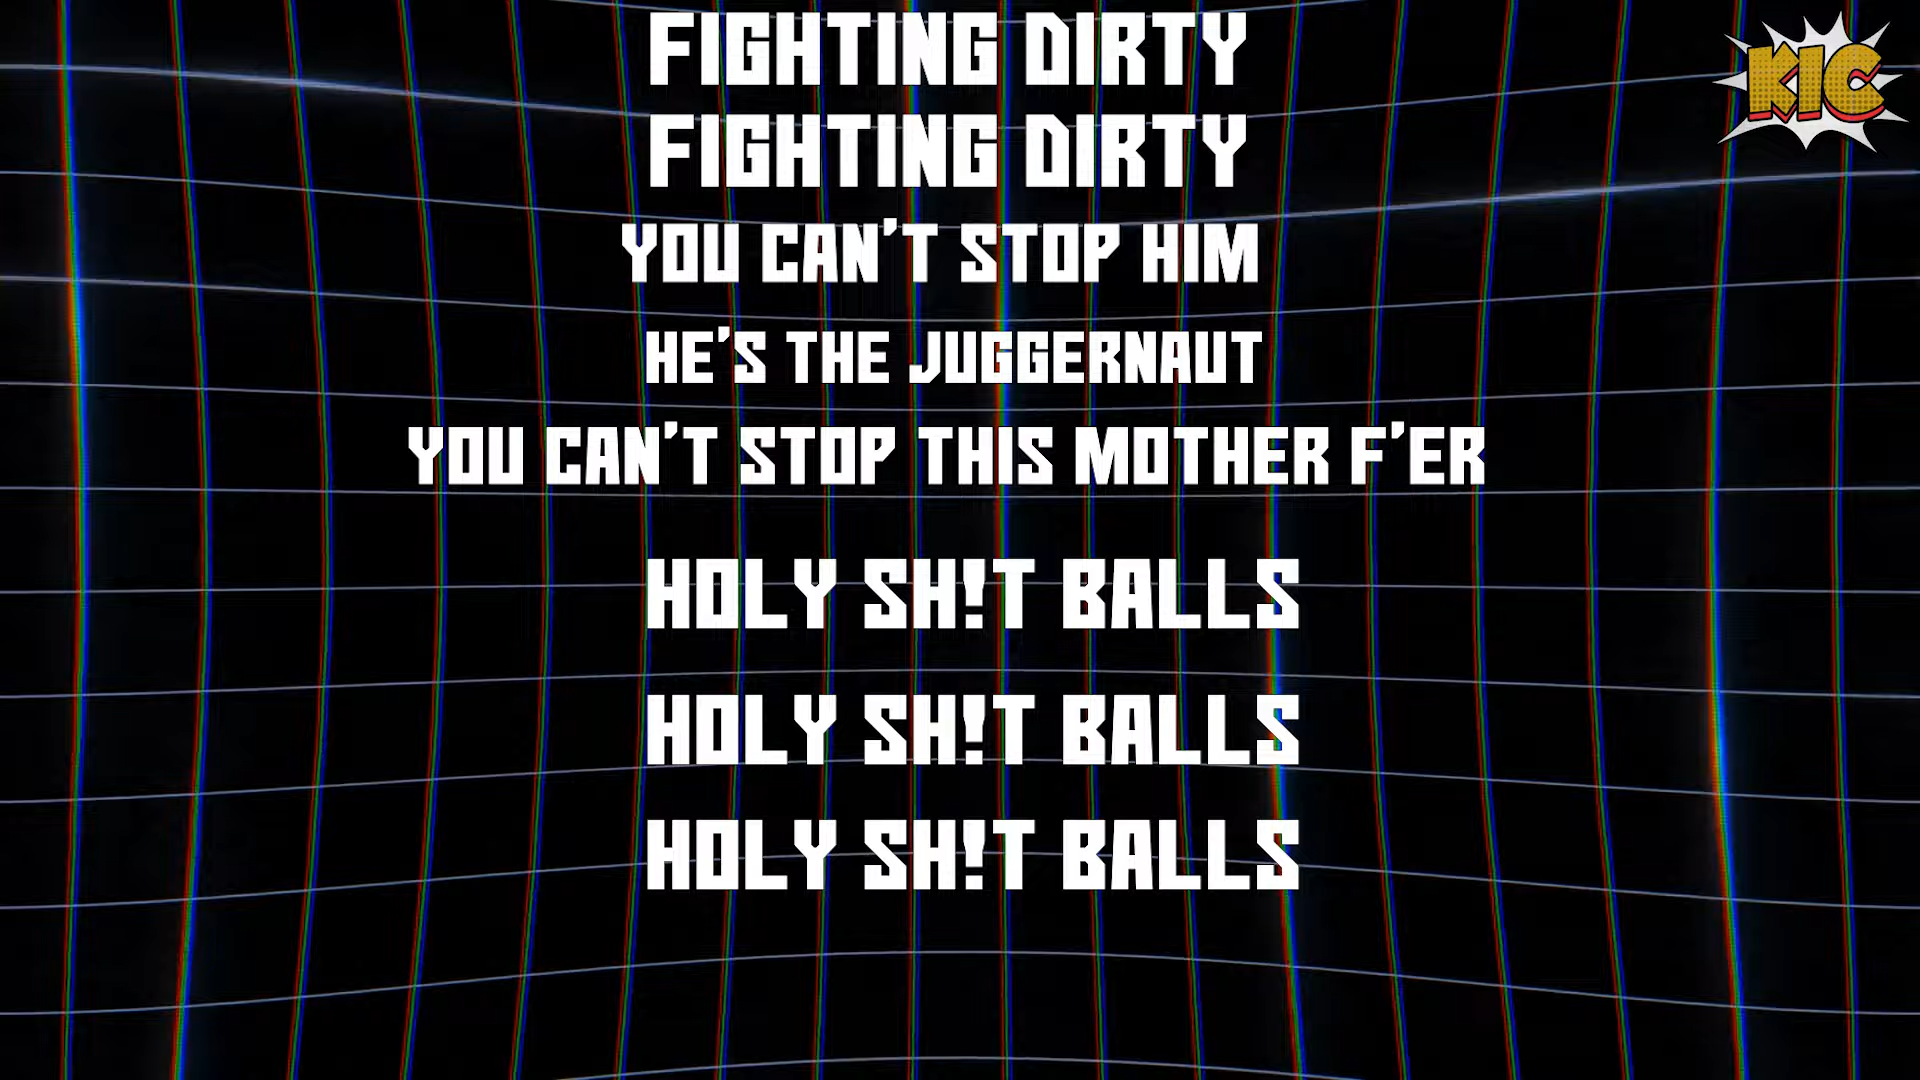 FIGHTING DIRTY
KIC
FIGHTING DIRTY
YOU CAN'T STOP HIM
HE'S THE JUGGERNAUT
YOU CAN'T STOP THIS MOTHER F'ER
HOLY SH!T BALLS
HOLY SH!T BALLS
HOLY SH!T BALLS